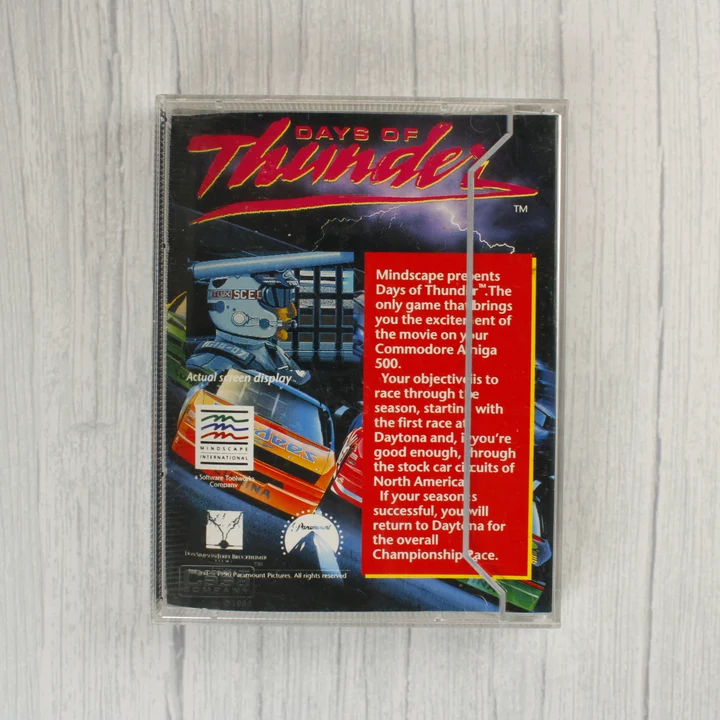 DAYS OF
Thunder
TM
Mindscape presents
Days of Thunder™.The
only game that brings
you the excitement of
the movie on your
Commodore Amiga
500.
Your objective is to
race through the
season, starting with
the first race at
Daytona and, if you're
good enough, through
the stock car circuits of
North America.
If your season is
successful, you will
return to Daytona for
the overall
Championship Race.
Actual screen display
MINDSCAPE
INTERNATIONAL
a Software Toolworks
Company
Paramount
1990 Paramount Pictures. All rights reserved